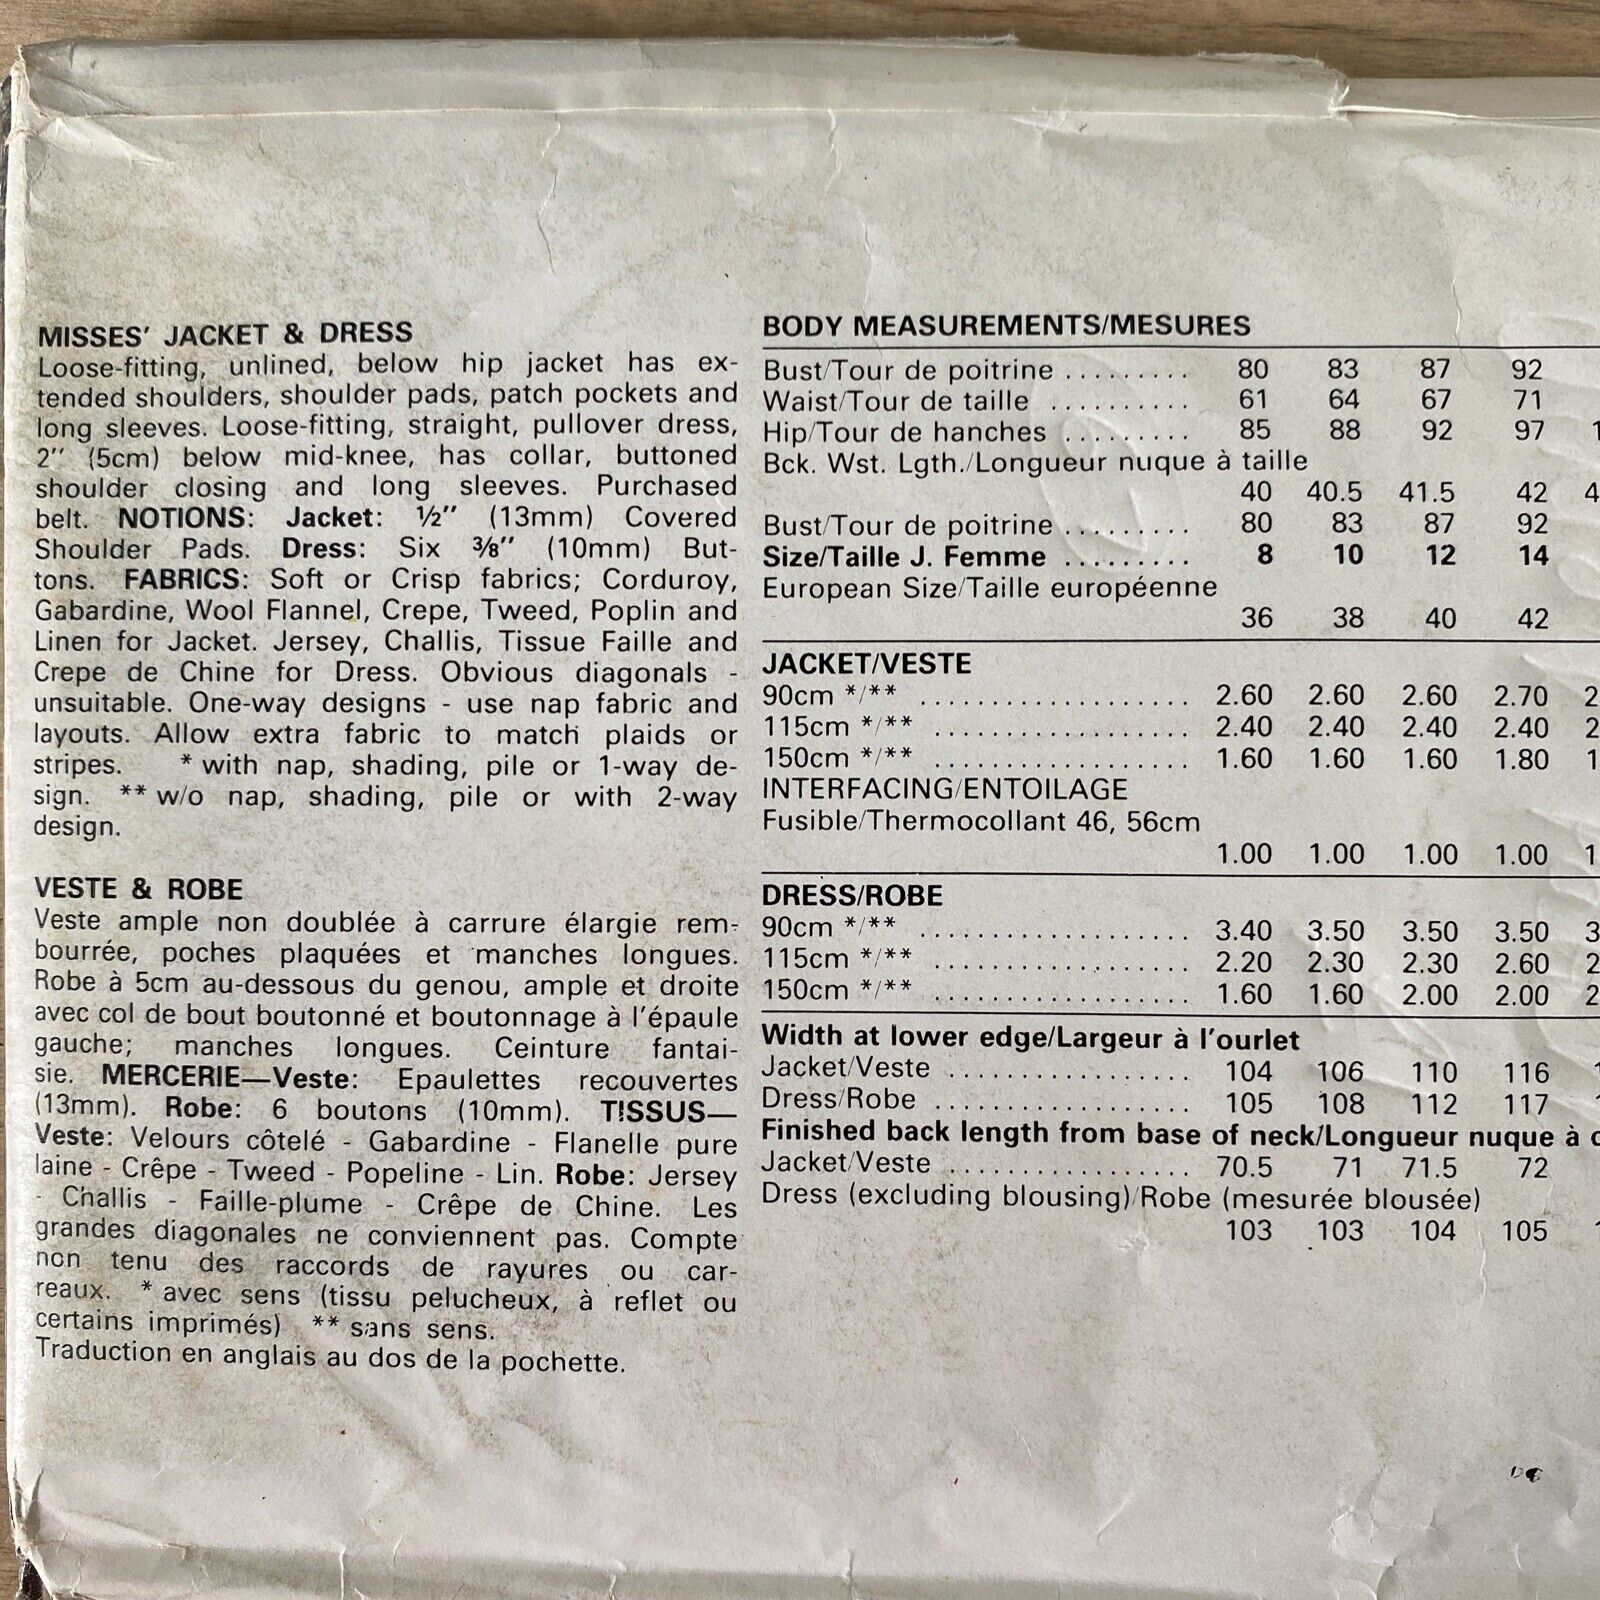 MISSES' JACKET & DRESS
Loose-fitting, unlined, below hip jacket has ex-
tended shoulders, shoulder pads, patch pockets and
long sleeves. Loose-fitting, straight, pullover dress,
2'' (5cm) below mid-knee, has collar, buttoned
shoulder closing and long sleeves. Purchased
belt. NOTIONS: Jacket: ½'' (13mm) Covered
Shoulder Pads. Dress: Six ⅜'' (10mm) But-
tons. FABRICS: Soft or Crisp fabrics; Corduroy,
Gabardine, Wool Flannel, Crepe, Tweed, Poplin and
Linen for Jacket. Jersey, Challis, Tissue Faille and
Crepe de Chine for Dress. Obvious diagonals -
unsuitable. One-way designs - use nap fabric and
layouts. Allow extra fabric to match plaids or
stripes. * with nap, shading, pile or 1-way de-
sign. ** w/o nap, shading, pile or with 2-way
design.
VESTE & ROBE
Veste ample non doublée à carrure élargie rem-
bourrée, poches plaquées et manches longues.
Robe à 5cm au-dessous du genou, ample et droite
avec col de bout boutonné et boutonnage à l'épaule
gauche; manches longues. Ceinture fantai-
sie. MERCERIE—Veste: Epaulettes recouvertes
(13mm). Robe: 6 boutons (10mm). TISSUS—
Veste: Velours côtelé - Gabardine - Flanelle pure
laine - Crêpe - Tweed - Popeline - Lin. Robe: Jersey
- Challis - Faille-plume - Crêpe de Chine. Les
grandes diagonales ne conviennent pas. Compte
non tenu des raccords de rayures ou car-
reaux. * avec sens (tissu pelucheux, à reflet ou
certains imprimés) ** sans sens.
Traduction en anglais au dos de la pochette.
BODY MEASUREMENTS/MESURES
Bust/Tour de poitrine ......... 80 83 87 92
Waist/Tour de taille .......... 61 64 67 71
Hip/Tour de hanches ......... 85 88 92 97 1
Bck. Wst. Lgth./Longueur nuque à taille
40 40.5 41.5 42 4
Bust/Tour de poitrine ......... 80 83 87 92
Size/Taille J. Femme ......... 8 10 12 14
European Size/Taille européenne
36 38 40 42
JACKET/VESTE
90cm */** ................... 2.60 2.60 2.60 2.70 2
115cm */** .................. 2.40 2.40 2.40 2.40 2
150cm */** .................. 1.60 1.60 1.60 1.80 1
INTERFACING/ENTOILAGE
Fusible/Thermocollant 46, 56cm
1.00 1.00 1.00 1.00 1
DRESS/ROBE
90cm */** ................... 3.40 3.50 3.50 3.50 3
115cm */** .................. 2.20 2.30 2.30 2.60 2
150cm */** .................. 1.60 1.60 2.00 2.00 2
Width at lower edge/Largeur à l'ourlet
Jacket/Veste ................. 104 106 110 116 1
Dress/Robe .................. 105 108 112 117 1
Finished back length from base of neck/Longueur nuque à
Jacket/Veste ................. 70.5 71 71.5 72
Dress (excluding blousing)/Robe (mesurée blousée)
103 103 104 105 1